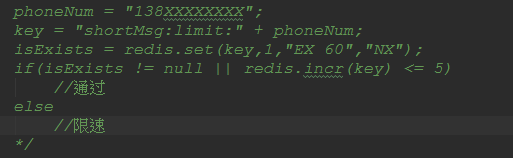 phoneNum = "138XXXXXXXX";
key = "shortMsg:limit:" + phoneNum;
isExists = redis.set(key,1,"EX 60","NX");
if(isExists != null || redis.incr(key) <= 5)
    //通过
else
    //限速
*/